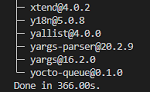 ├─ xtend@4.0.2
├─ y18n@5.0.8
├─ yallist@4.0.0
├─ yargs-parser@20.2.9
├─ yargs@16.2.0
└─ yocto-queue@0.1.0
Done in 366.00s.